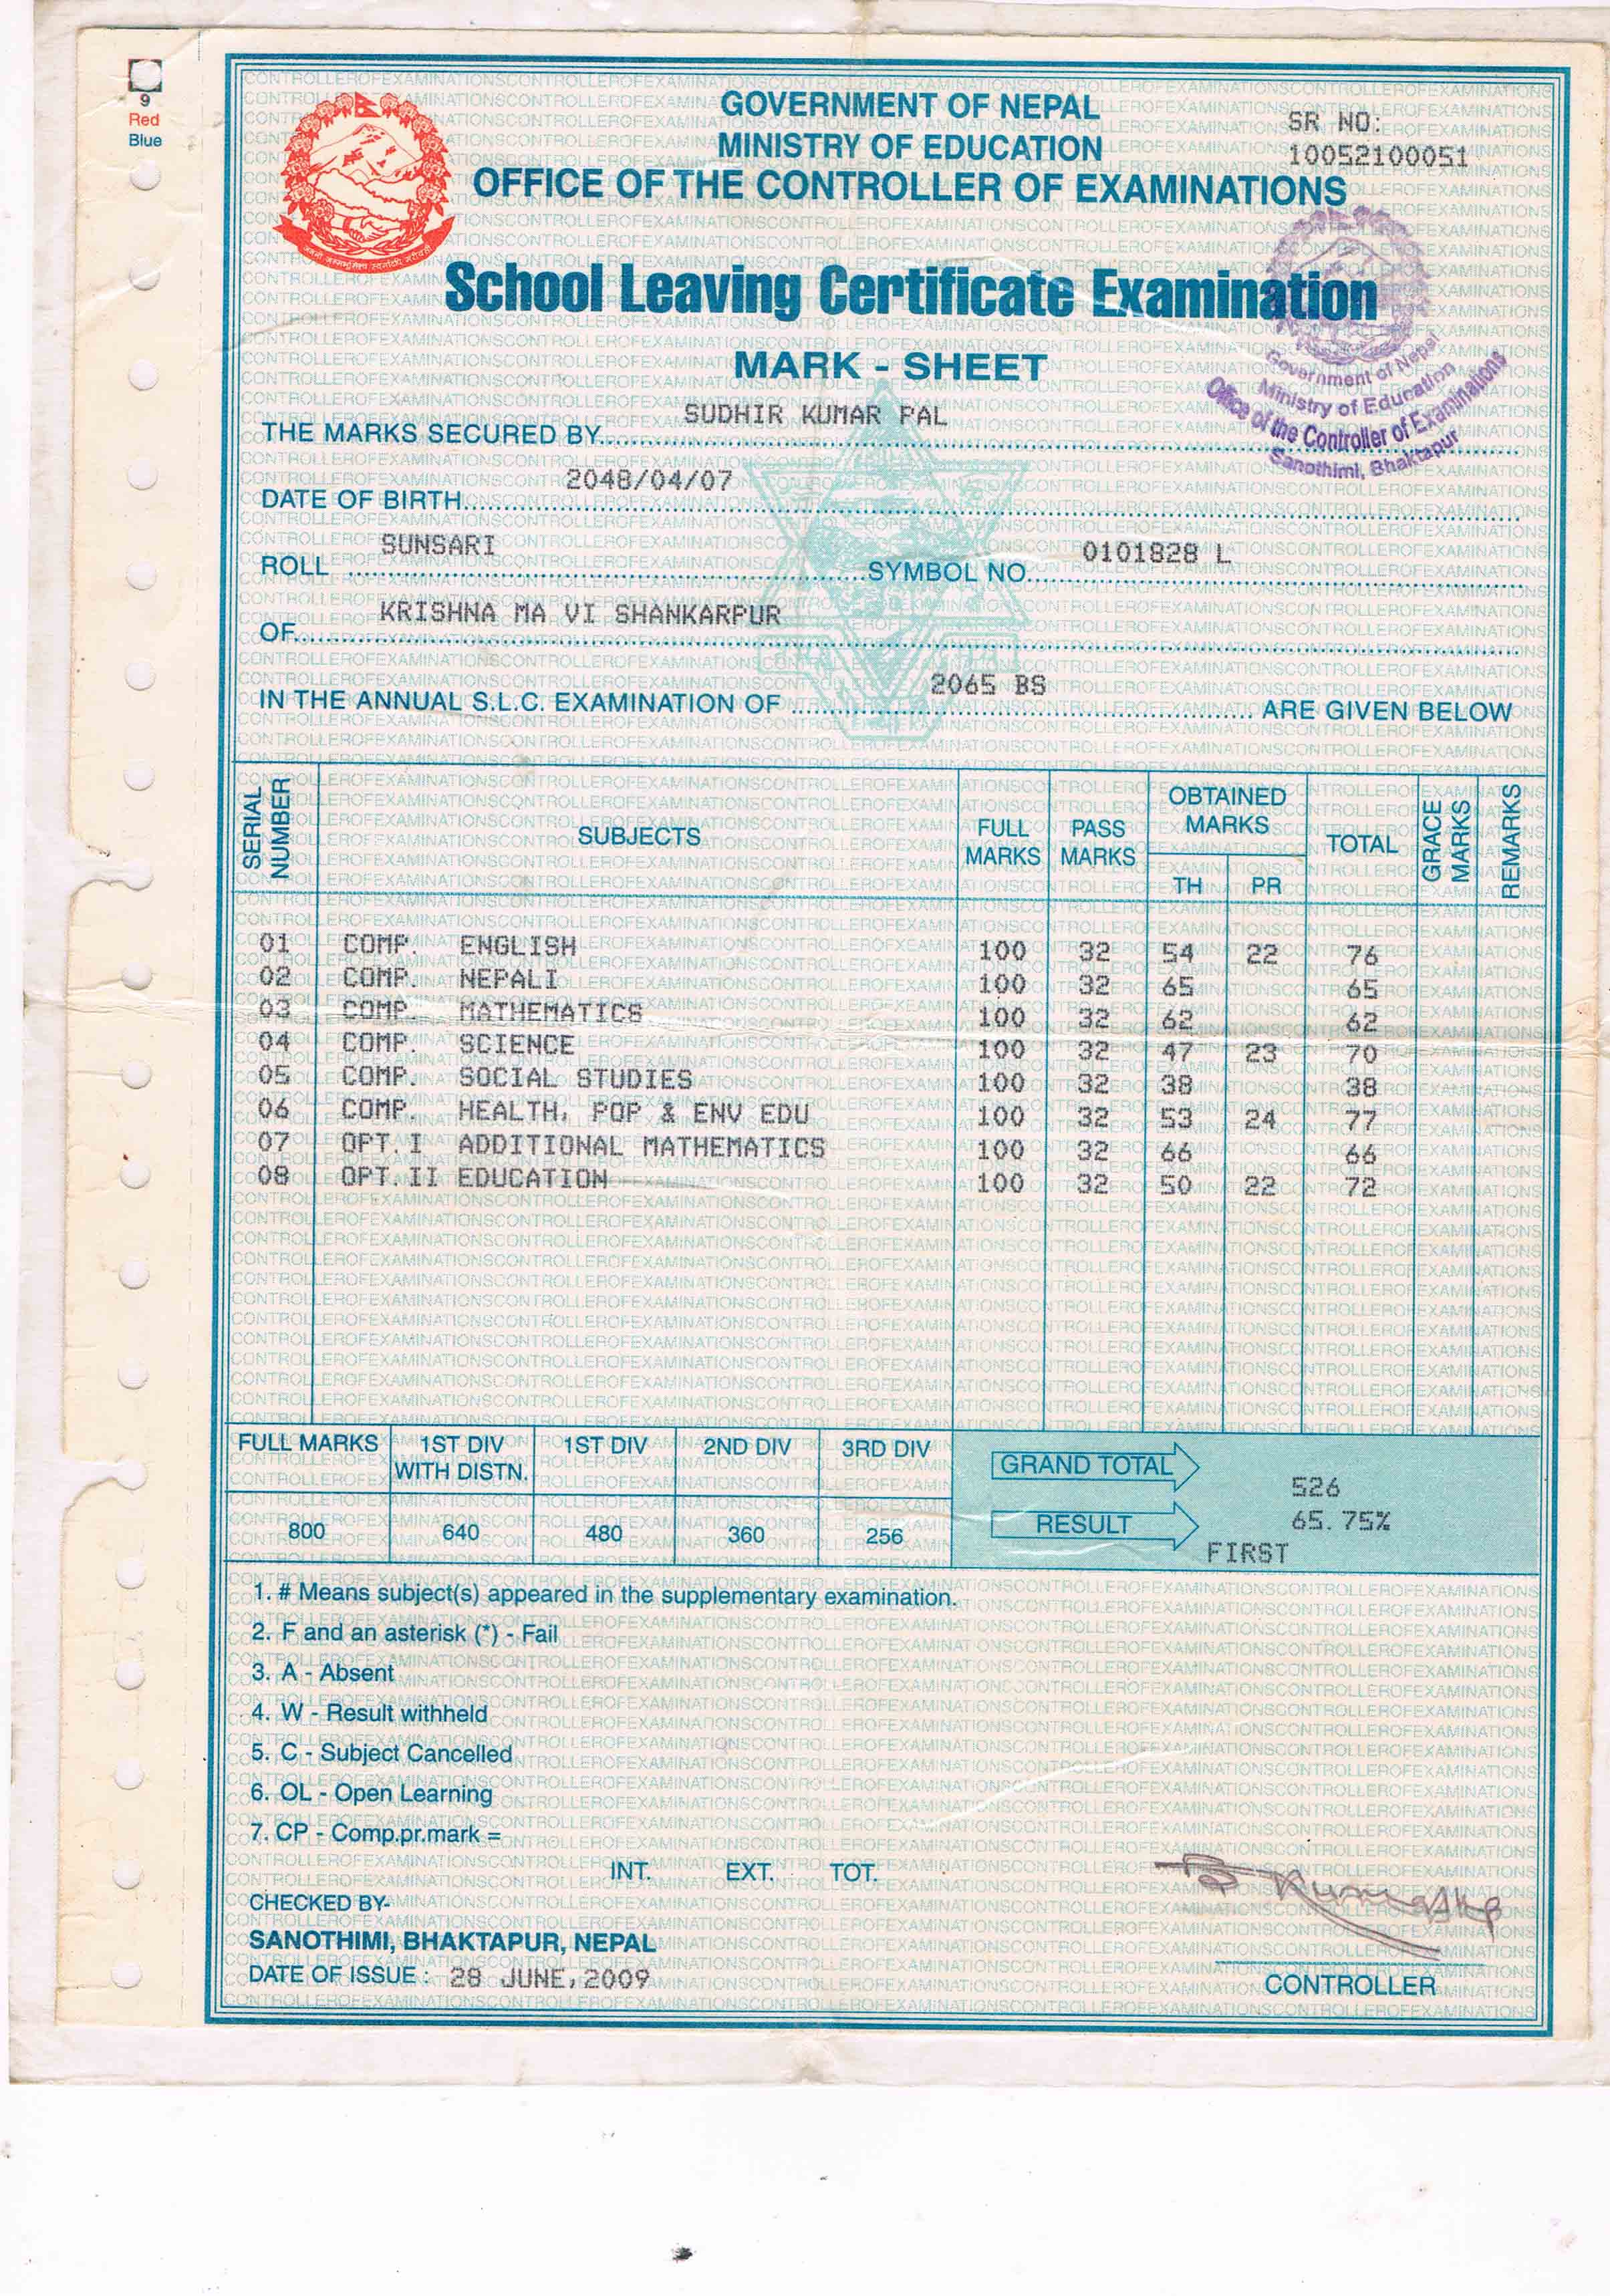 9
Red
Blue
GOVERNMENT OF NEPAL
MINISTRY OF EDUCATION
OFFICE OF THE CONTROLLER OF EXAMINATIONS
SR NO:
10052100051
School Leaving Certificate Examination
MARK - SHEET
Government of Nepal
Ministry of Education
Office of the Controller of Examinations
Sanothimi, Bhaktapur
THE MARKS SECURED BY SUDHIR KUMAR PAL
DATE OF BIRTH 2048/04/07
ROLL SUNSARI SYMBOL NO. 0101828 L
OF KRISHNA MA VI SHANKARPUR
IN THE ANNUAL S.L.C. EXAMINATION OF 2065 BS ARE GIVEN BELOW
SERIAL NUMBER SUBJECTS FULL MARKS PASS MARKS OBTAINED MARKS TOTAL GRACE MARKS REMARKS
TH PR
01 COMP. ENGLISH 100 32 54 22 76
02 COMP. NEPALI 100 32 65 65
03 COMP. MATHEMATICS 100 32 62 62
04 COMP. SCIENCE 100 32 47 23 70
05 COMP. SOCIAL STUDIES 100 32 38 38
06 COMP. HEALTH, POP & ENV EDU 100 32 53 24 77
07 OPT.I ADDITIONAL MATHEMATICS 100 32 66 66
08 OPT.II EDUCATION 100 32 50 22 72
FULL MARKS 1ST DIV WITH DISTN. 1ST DIV 2ND DIV 3RD DIV
800 640 480 360 256
GRAND TOTAL 526
RESULT 65.75%
FIRST
1. # Means subject(s) appeared in the supplementary examination.
2. F and an asterisk (*) - Fail
3. A - Absent
4. W - Result withheld
5. C - Subject Cancelled
6. OL - Open Learning
7. CP - Comp.pr.mark =
INT. EXT. TOT.
CHECKED BY-
SANOTHIMI, BHAKTAPUR, NEPAL
DATE OF ISSUE : 28 JUNE, 2009
CONTROLLER